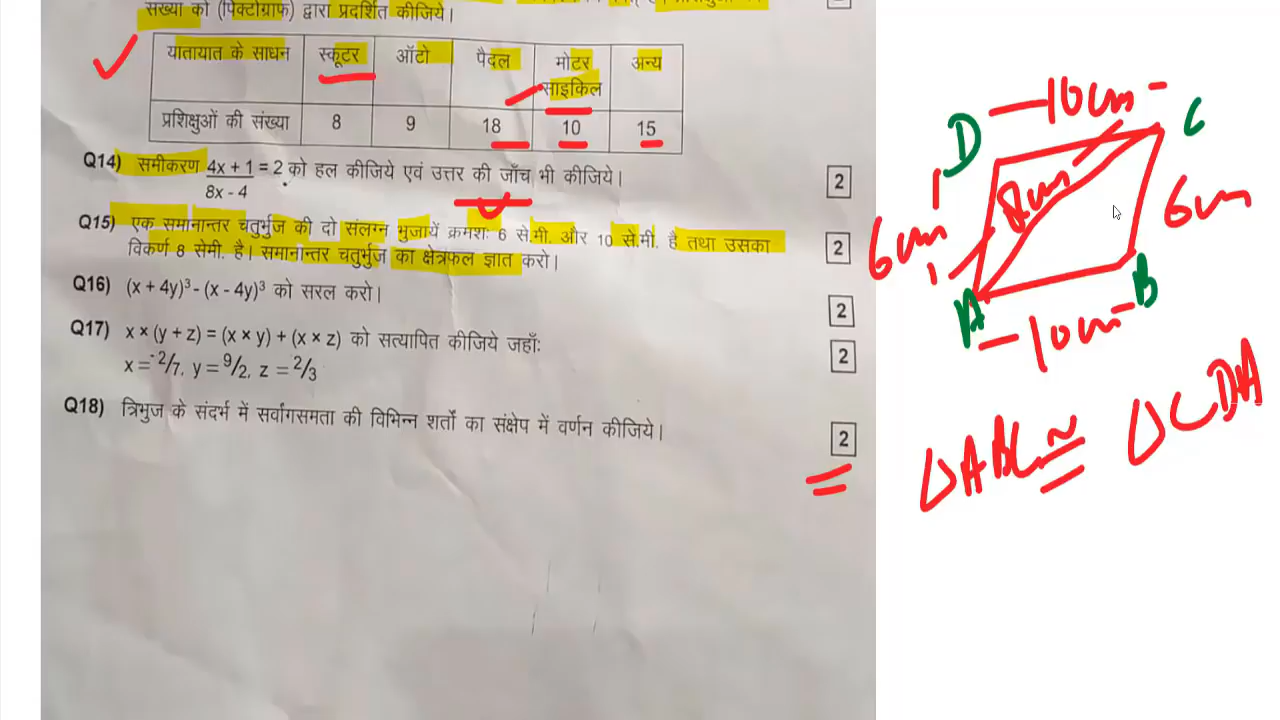 संख्या को (पिक्टोग्राफ) द्वारा प्रदर्शित कीजिये।
यातायात के साधन स्कूटर ऑटो पैदल मोटर साइकिल अन्य
प्रशिक्षुओं की संख्या 8 9 18 10 15
Q14) समीकरण 4x + 1 = 2 को हल कीजिये एवं उत्तर की जाँच भी कीजिये। 2
8x - 4
Q15) एक समानान्तर चतुर्भुज की दो संलग्न भुजायें क्रमशः 6 से.मी. और 10 से.मी. है तथा उसका 2
विकर्ण 8 सेमी. है। समानान्तर चतुर्भुज का क्षेत्रफल ज्ञात करो।
Q16) (x + 4y)³ - (x - 4y)³ को सरल करो। 2
Q17) x × (y + z) = (x × y) + (x × z) को सत्यापित कीजिये जहाँः 2
x = -2/7, y = 9/2, z = 2/3
Q18) त्रिभुज के संदर्भ में सर्वांगसमता की विभिन्न शर्तों का संक्षेप में वर्णन कीजिये। 2
10cm
D C
8cm
6cm 6cm
A B
10cm
△ABC ≅ △CDA